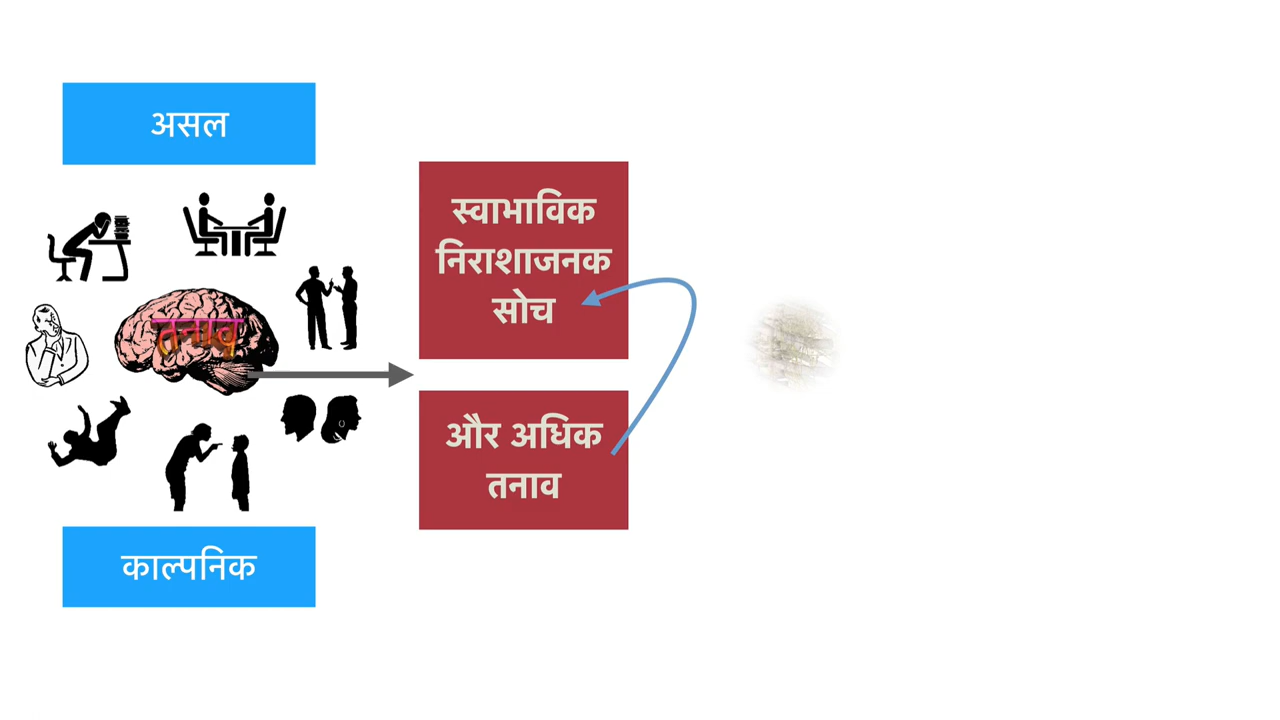 असल
तनाव
काल्पनिक
स्वाभाविक
निराशाजनक
सोच
और अधिक
तनाव